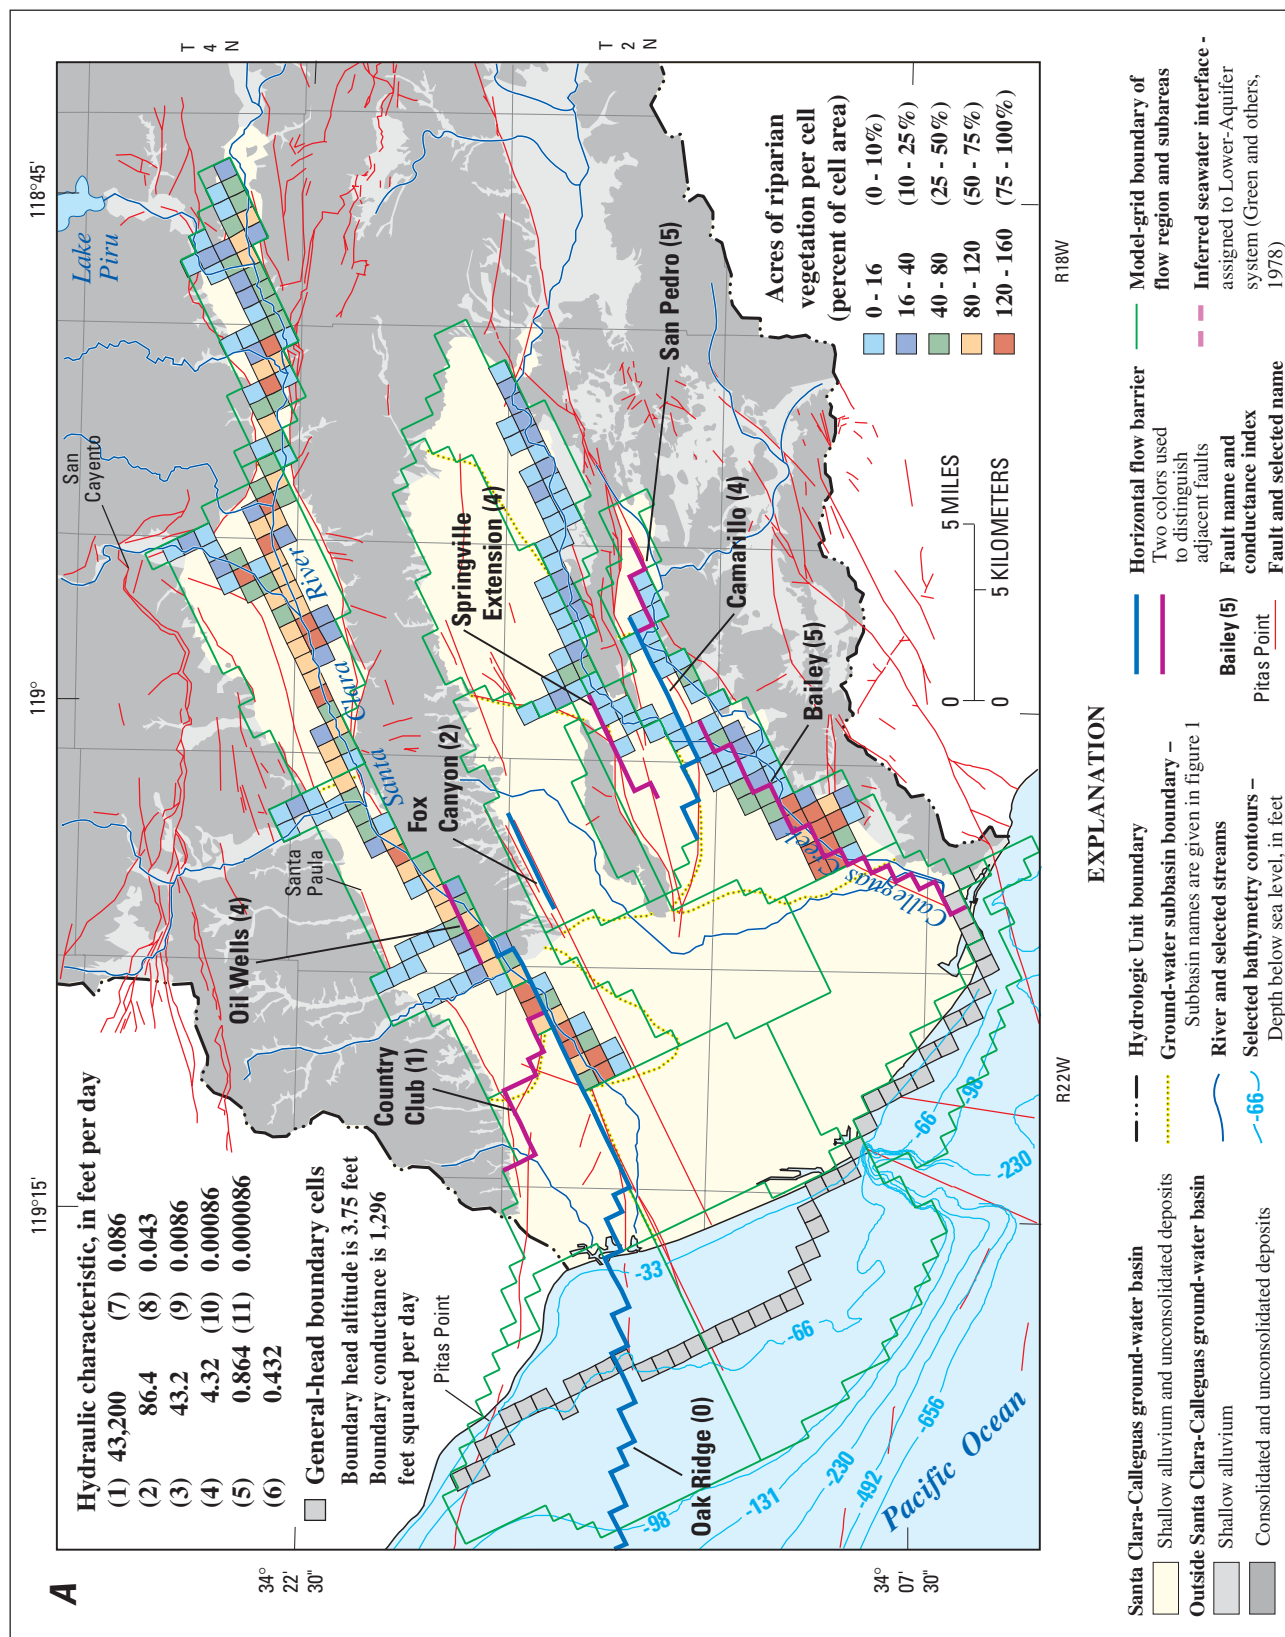 A
Hydraulic characteristic, in feet per day
(1) 43,200 (7) 0.086
(2) 86.4 (8) 0.043
(3) 43.2 (9) 0.0086
(4) 4.32 (10) 0.00086
(5) 0.864 (11) 0.000086
(6) 0.432
General-head boundary cells
Boundary head altitude is 3.75 feet
Boundary conductance is 1,296
feet squared per day
119°15'
119°
118°45'
34°
22'
30"
34°
07'
30"
T
4
N
T
2
N
R22W
R18W
Lake
Piru
San
Cayento
Santa
Paula
Santa
Clara
River
Oil Wells (4)
Country
Club (1)
Fox
Canyon (2)
Springville
Extension (4)
San Pedro (5)
Camarillo (4)
Bailey (5)
Calleguas
Creek
Pitas Point
Oak Ridge (0)
Pacific Ocean
-33
-66
-66
-98
-98
-131
-230
-230
-492
-656
Acres of riparian
vegetation per cell
(percent of cell area)
0 - 16 (0 - 10%)
16 - 40 (10 - 25%)
40 - 80 (25 - 50%)
80 - 120 (50 - 75%)
120 - 160 (75 - 100%)
0 5 MILES
0 5 KILOMETERS
EXPLANATION
Santa Clara-Calleguas ground-water basin
Shallow alluvium and unconsolidated deposits
Outside Santa Clara-Calleguas ground-water basin
Shallow alluvium
Consolidated and unconsolidated deposits
Hydrologic Unit boundary
Ground-water subbasin boundary –
Subbasin names are given in figure 1
River and selected streams
-66
Selected bathymetry contours –
Depth below sea level, in feet
Horizontal flow barrier
Two colors used
to distinguish
adjacent faults
Bailey (5)
Fault name and
conductance index
Pitas Point
Fault and selected name
Model-grid boundary of
flow region and subareas
Inferred seawater interface -
assigned to Lower-Aquifer
system (Green and others,
1978)